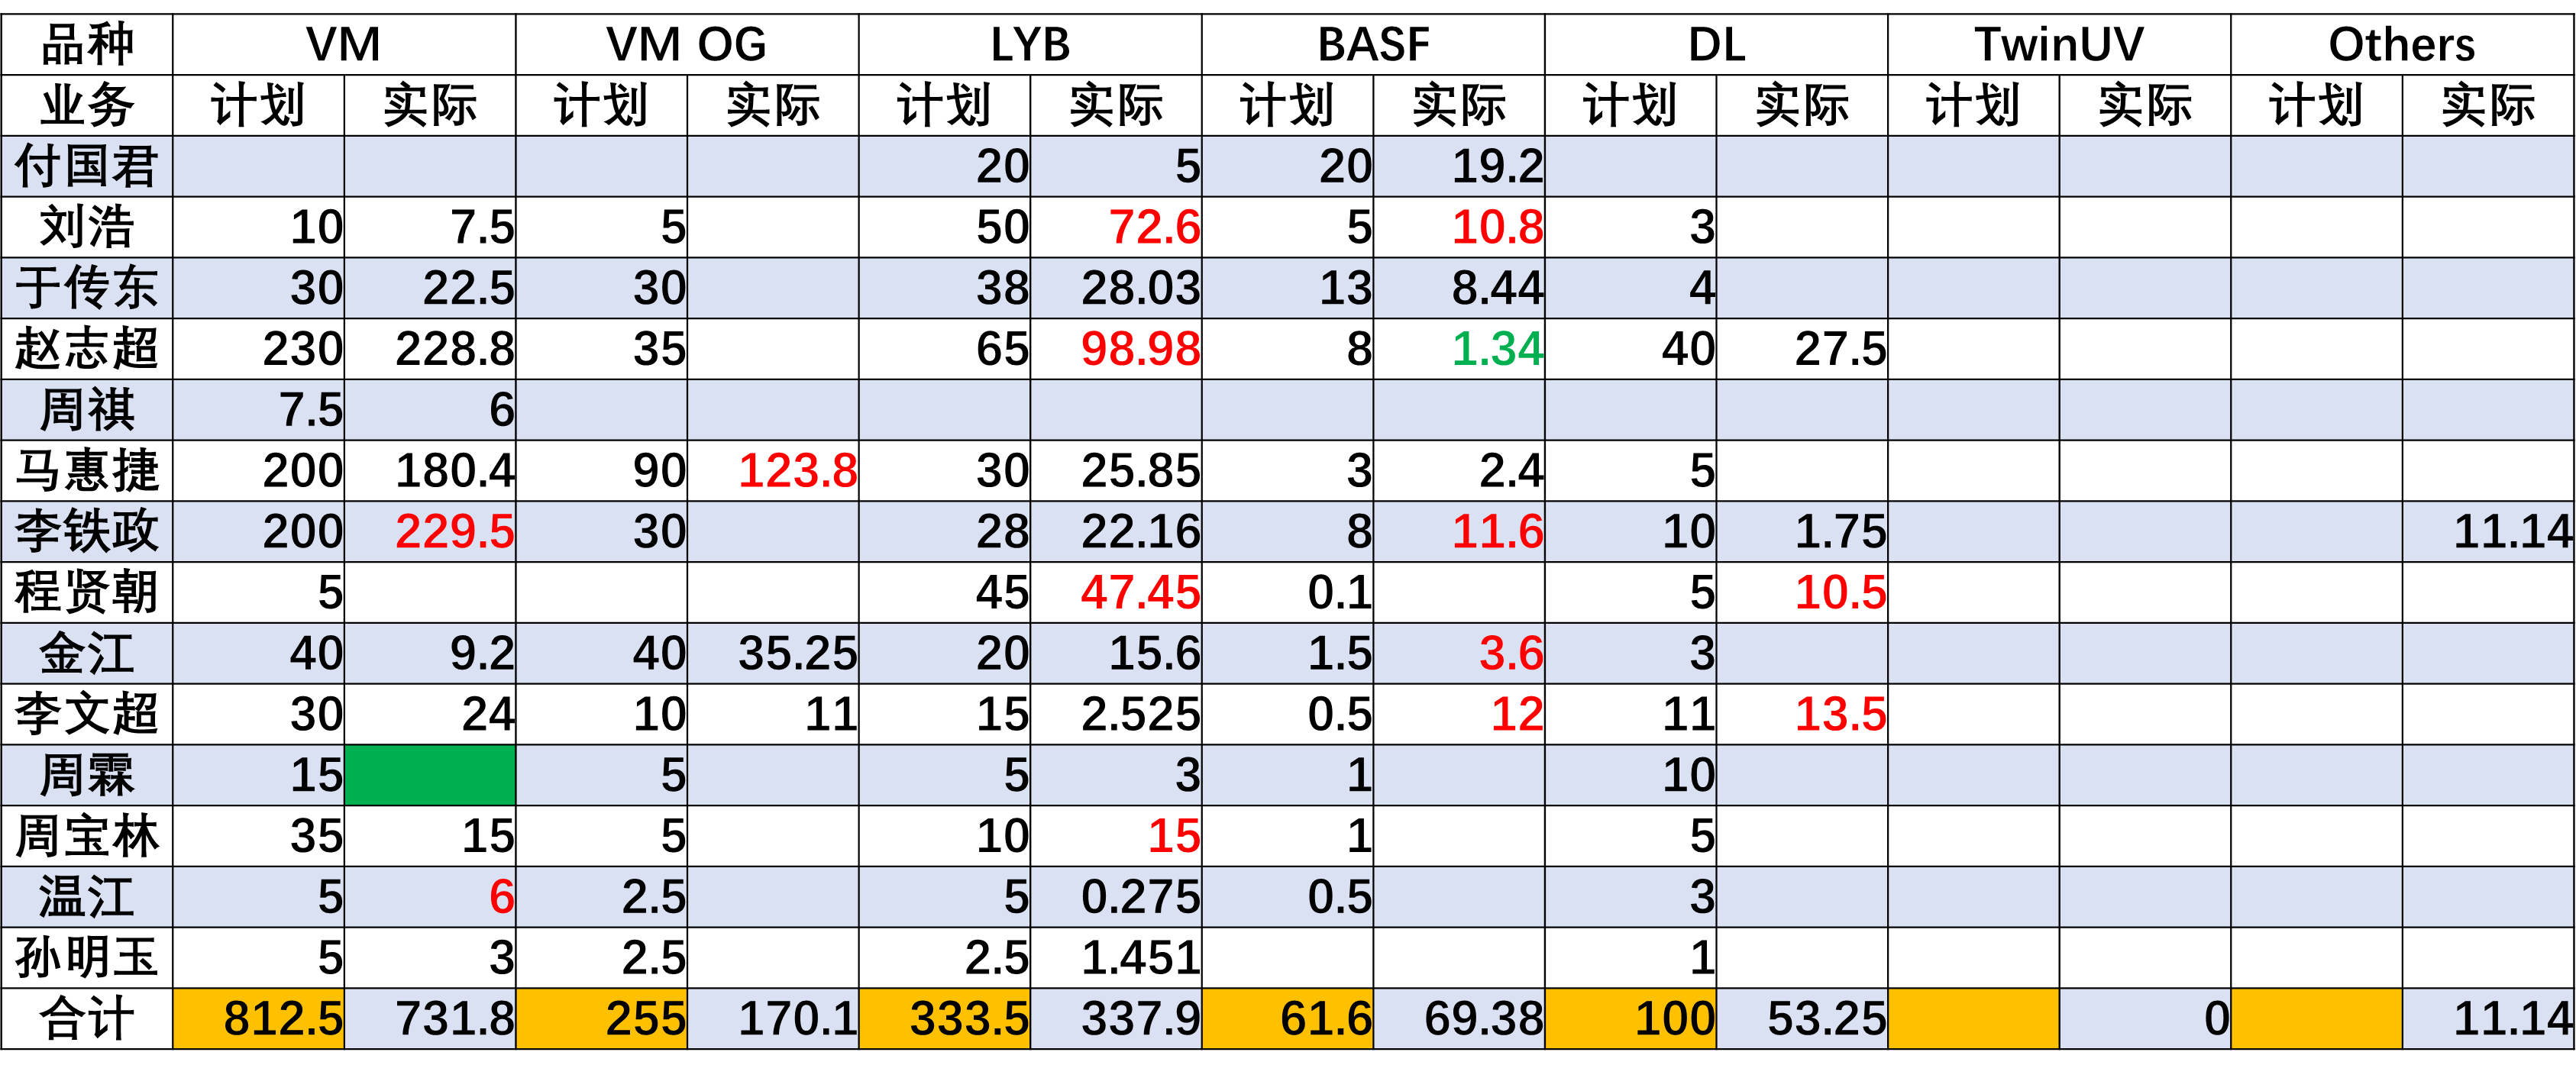 品种 VM VM OG LYB BASF DL TwinUV Others
业务 计划 实际 计划 实际 计划 实际 计划 实际 计划 实际 计划 实际 计划 实际
付国君 20 5 20 19.2
刘浩 10 7.5 5 50 72.6 5 10.8 3
于传东 30 22.5 30 38 28.03 13 8.44 4
赵志超 230 228.8 35 65 98.98 8 1.34 40 27.5
周祺 7.5 6
马惠捷 200 180.4 90 123.8 30 25.85 3 2.4 5
李铁政 200 229.5 30 28 22.16 8 11.6 10 1.75 11.14
程贤朝 5 45 47.45 0.1 5 10.5
金江 40 9.2 40 35.25 20 15.6 1.5 3.6 3
李文超 30 24 10 11 15 2.525 0.5 12 11 13.5
周霖 15 5 5 3 1 10
周宝林 35 15 5 10 15 1 5
温江 5 6 2.5 5 0.275 0.5 3
孙明玉 5 3 2.5 2.5 1.451 1
合计 812.5 731.8 255 170.1 333.5 337.9 61.6 69.38 100 53.25 0 11.14